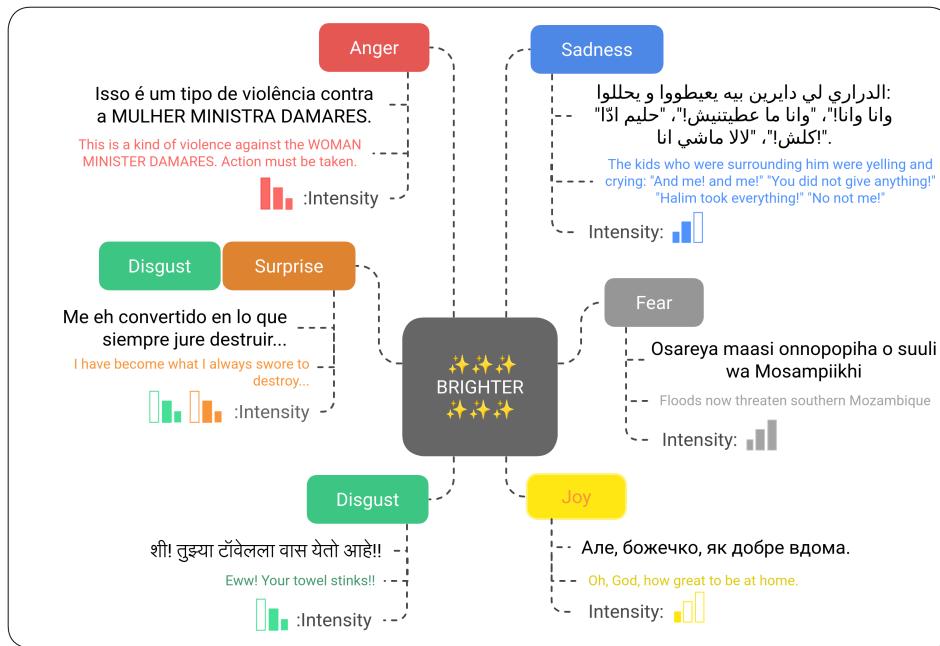 Anger
Isso é um tipo de violência contra
a MULHER MINISTRA DAMARES.
This is a kind of violence against the WOMAN
MINISTER DAMARES. Action must be taken.
:Intensity
Sadness
الدراري لي دايرين بيه يعيطووا و يحللوا:
"وانا وانا!"، "وانا ما عطيتنيش!"، "حليم ادّا
كلش!"، "لالا ماشي انا!".
The kids who were surrounding him were yelling and
crying: "And me! and me!" "You did not give anything!"
"Halim took everything!" "No not me!"
Intensity:
Disgust
Surprise
Me eh convertido en lo que
siempre jure destruir...
I have become what I always swore to
destroy...
:Intensity
Fear
Osareya maasi onnopopiha o suuli
wa Mosampiikhi
Floods now threaten southern Mozambique
Intensity:
BRIGHTER
Disgust
शी! तुझ्या टॉवेलला वास येतो आहे!!
Eww! Your towel stinks!!
:Intensity
Joy
Але, божечко, як добре вдома.
Oh, God, how great to be at home.
Intensity: